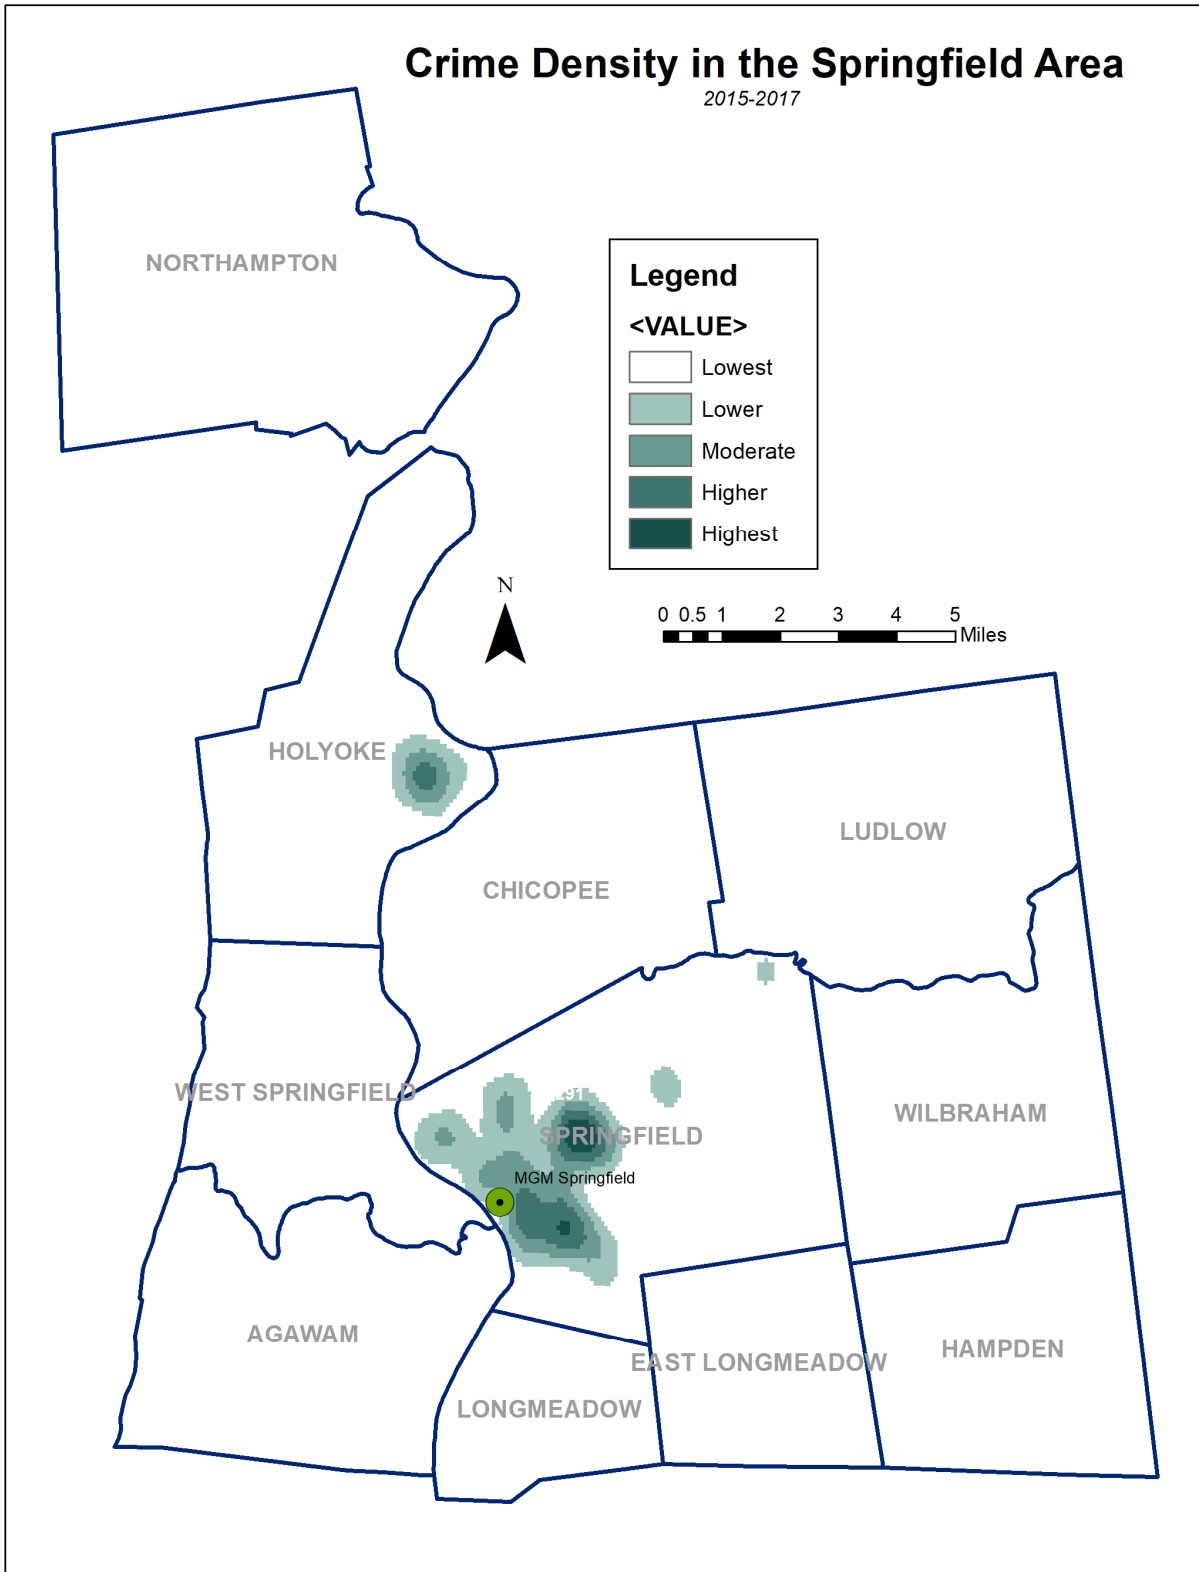 Crime Density in the Springfield Area
2015-2017
NORTHAMPTON
Legend
<VALUE>
Lowest
Lower
Moderate
Higher
Highest
N
0 0.5 1 2 3 4 5
Miles
HOLYOKE
LUDLOW
CHICOPEE
291
WEST SPRINGFIELD
WILBRAHAM
SPRINGFIELD
MGM Springfield
AGAWAM
HAMPDEN
EAST LONGMEADOW
LONGMEADOW